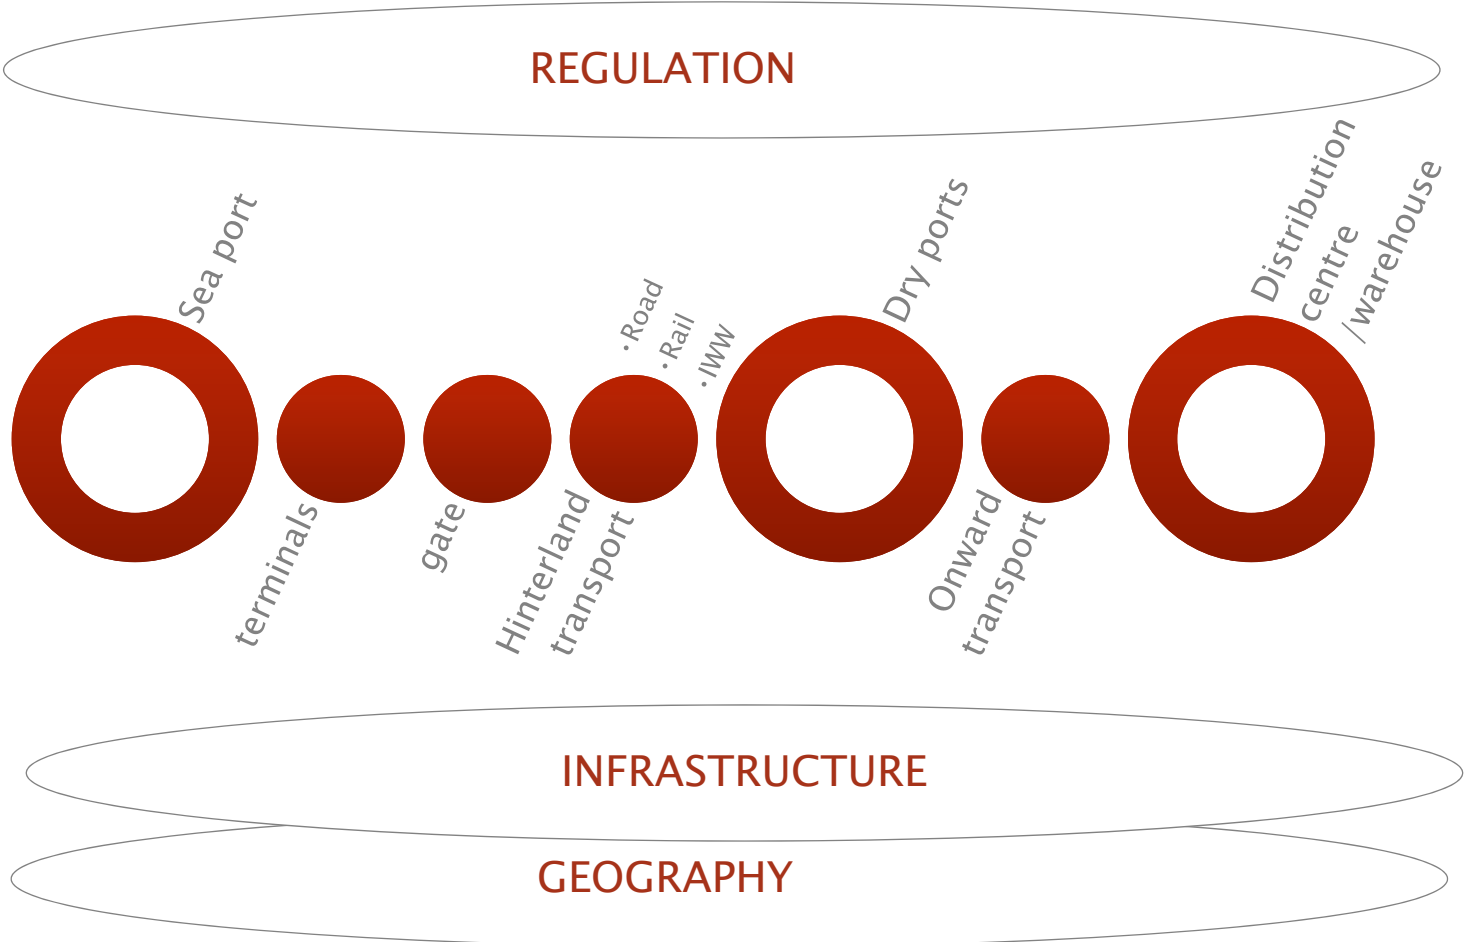 REGULATION
Sea port
terminals
gate
Hinterland
transport
•Road
•Rail
•IWW
Dry ports
Onward
transport
Distribution
centre
/warehouse
INFRASTRUCTURE
GEOGRAPHY